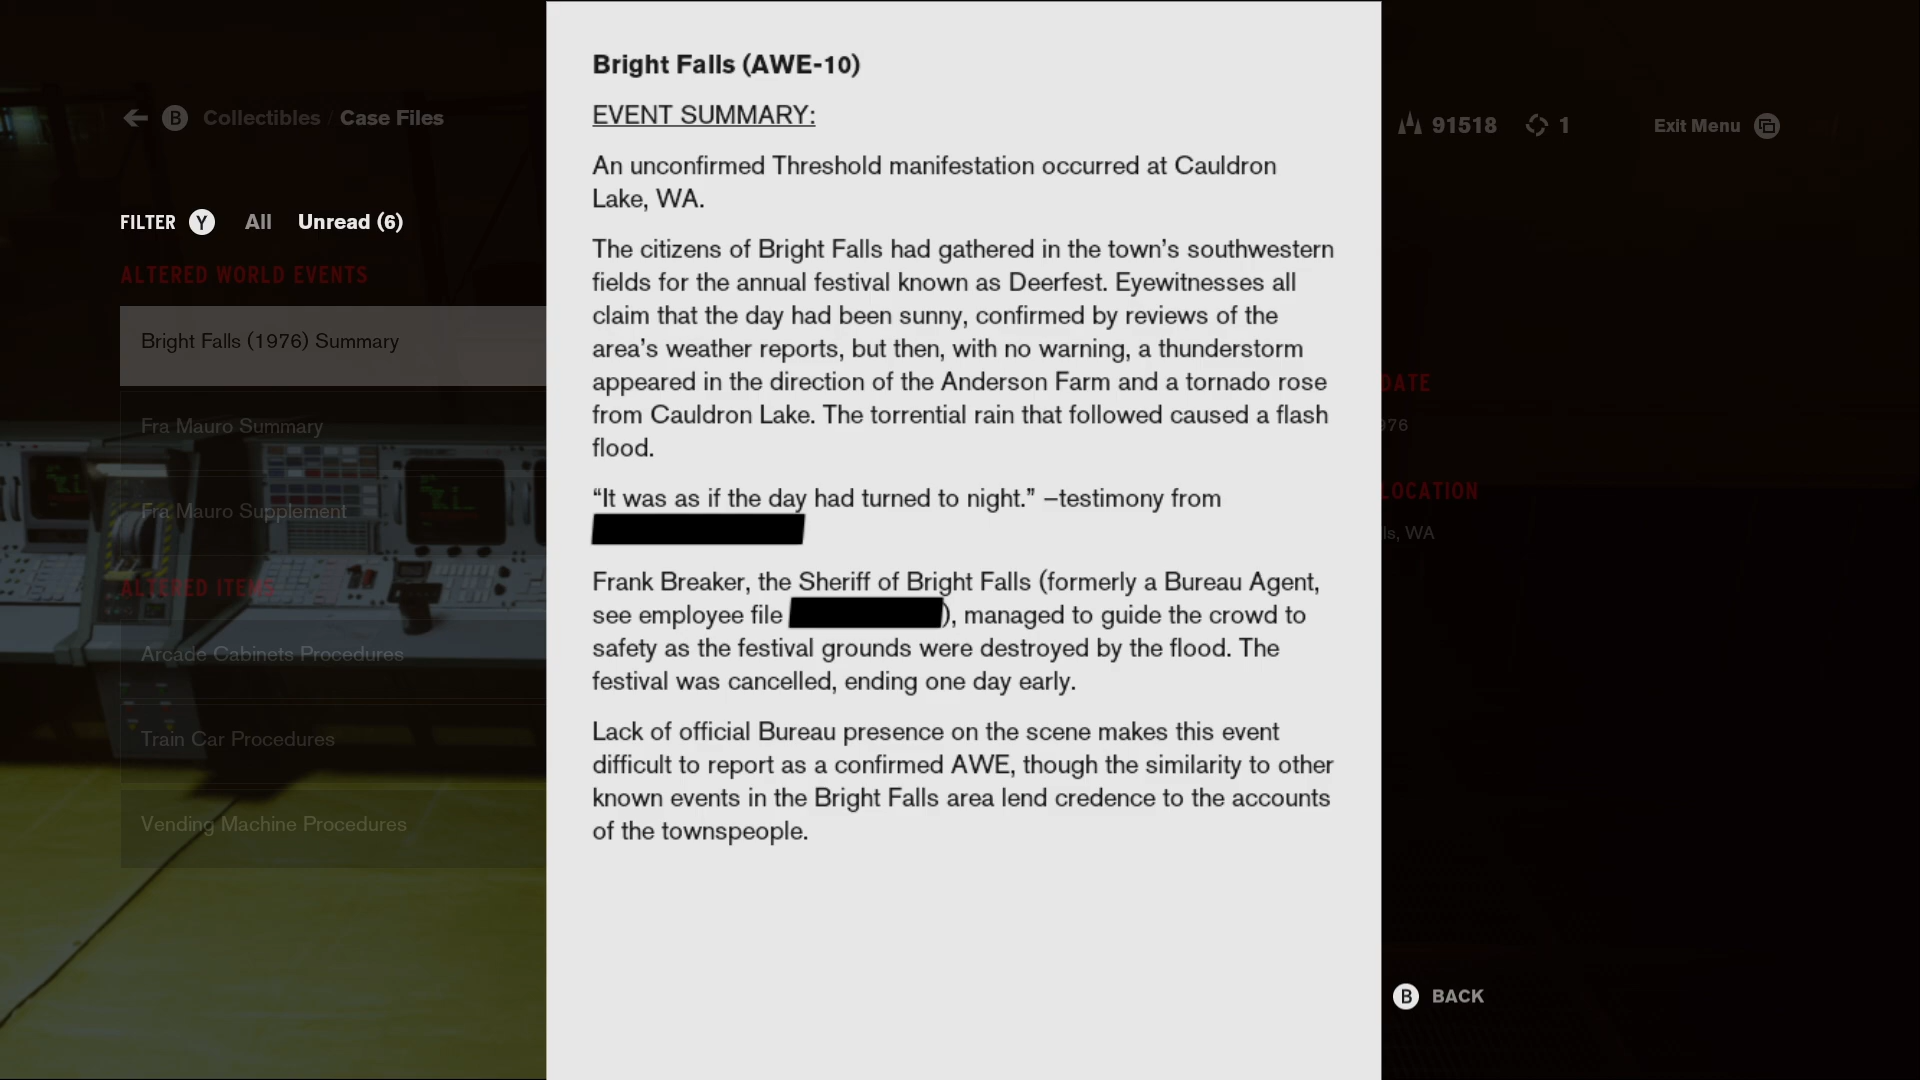 Bright Falls (AWE-10)
EVENT SUMMARY:
An unconfirmed Threshold manifestation occurred at Cauldron
Lake, WA.
The citizens of Bright Falls had gathered in the town's southwestern
fields for the annual festival known as Deerfest. Eyewitnesses all
claim that the day had been sunny, confirmed by reviews of the
area's weather reports, but then, with no warning, a thunderstorm
appeared in the direction of the Anderson Farm and a tornado rose
from Cauldron Lake. The torrential rain that followed caused a flash
flood.
“It was as if the day had turned to night.” –testimony from
Frank Breaker, the Sheriff of Bright Falls (formerly a Bureau Agent,
see employee file ), managed to guide the crowd to
safety as the festival grounds were destroyed by the flood. The
festival was cancelled, ending one day early.
Lack of official Bureau presence on the scene makes this event
difficult to report as a confirmed AWE, though the similarity to other
known events in the Bright Falls area lend credence to the accounts
of the townspeople.
B Collectibles / Case Files
FILTER Y All Unread (6)
ALTERED WORLD EVENTS
Bright Falls (1976) Summary
Fra Mauro Summary
Fra Mauro Supplement
ALTERED ITEMS
Arcade Cabinets Procedures
Train Car Procedures
Vending Machine Procedures
91518 1 Exit Menu
DATE
976
LOCATION
ls, WA
B BACK